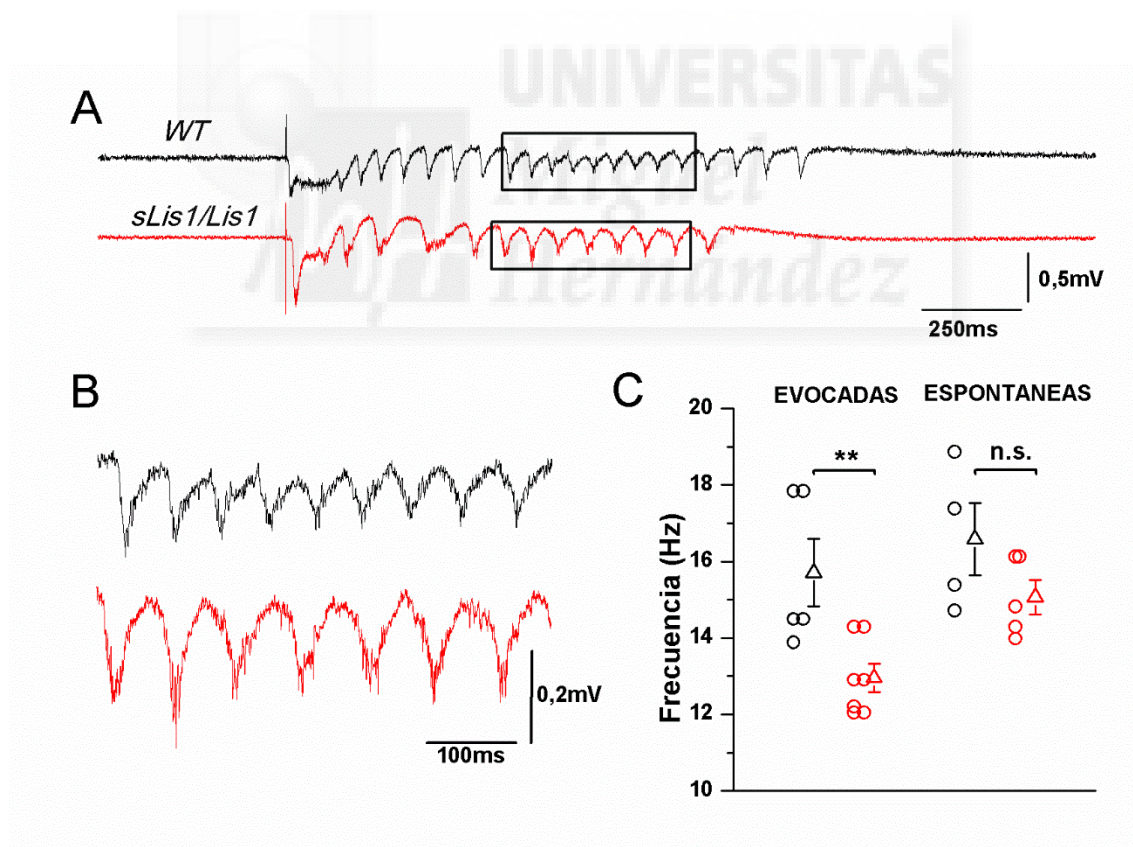 UNIVERSITAS
Miguel
Hernández
A
WT
sLis1/Lis1
0,5mV
250ms
B
0,2mV
100ms
C
EVOCADAS ESPONTANEAS
** n.s.
Frecuencia (Hz)
20
18
16
14
12
10